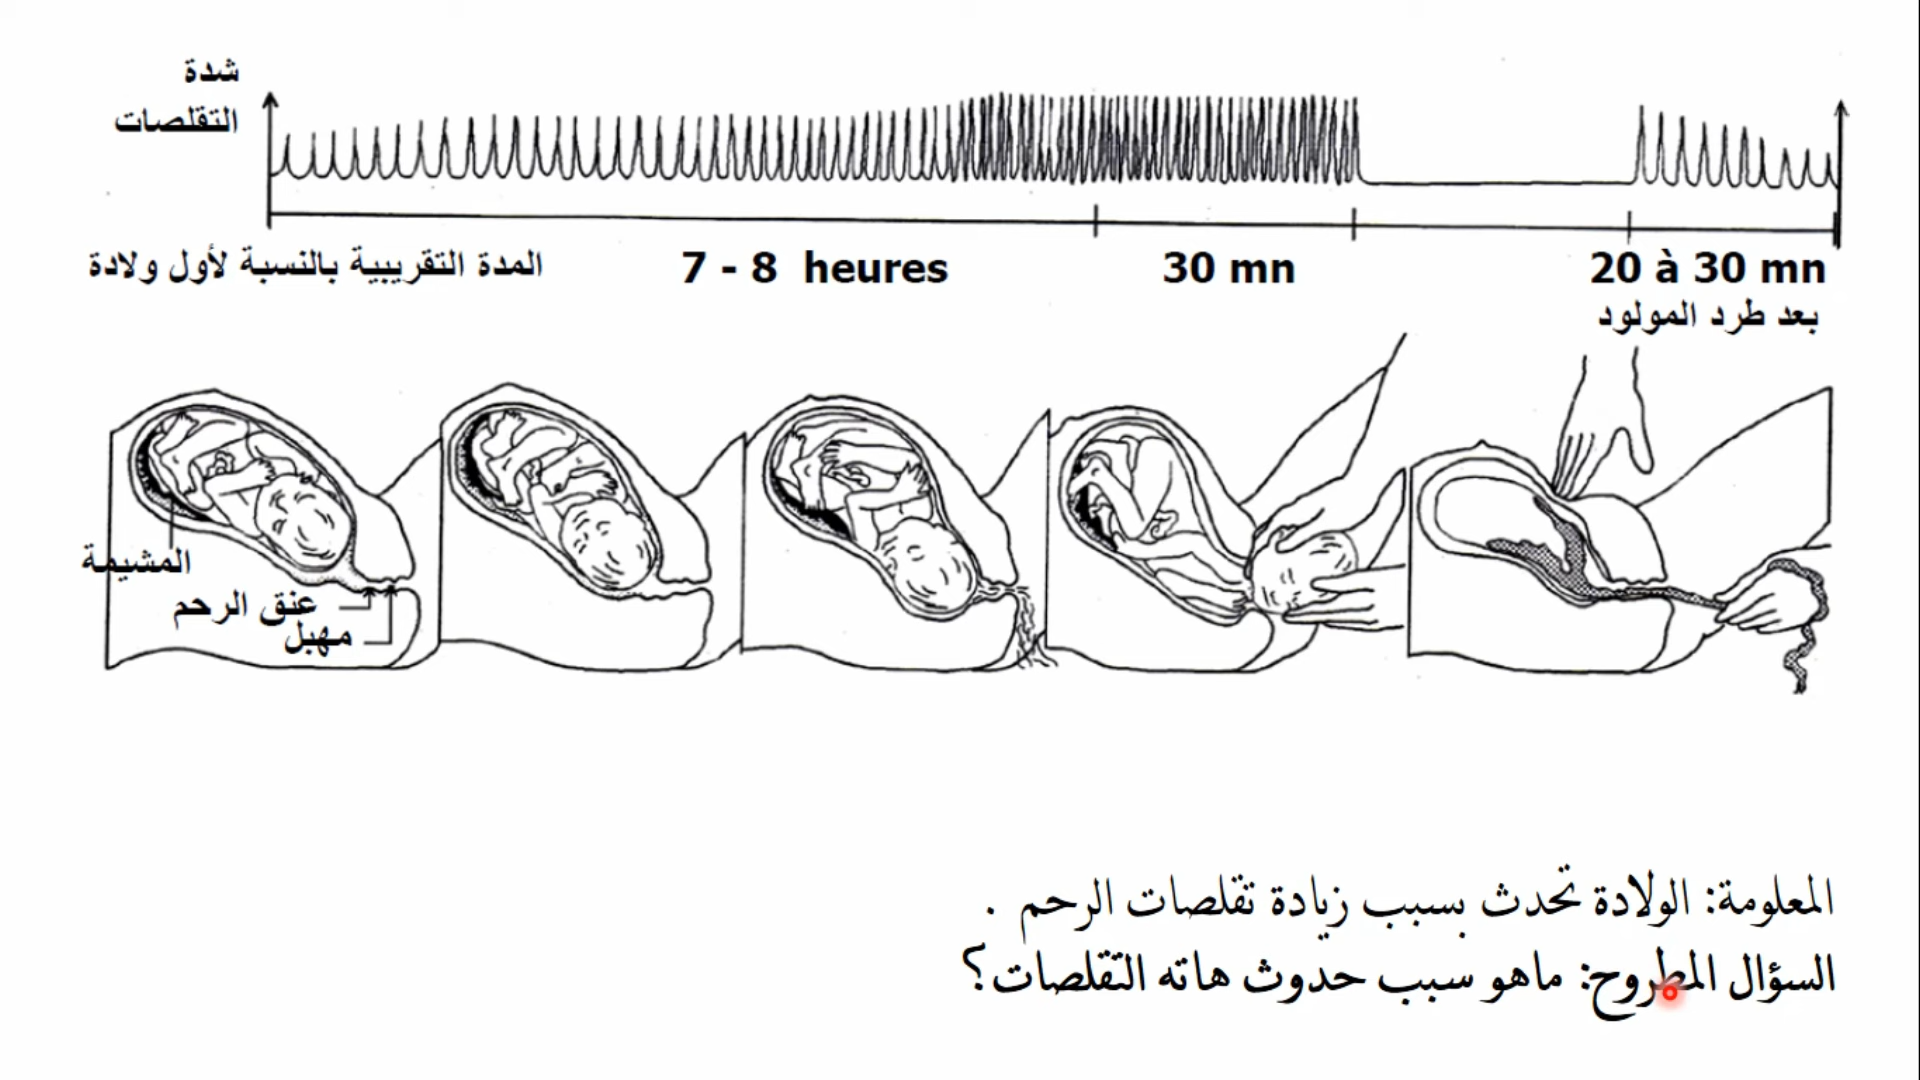 شدة
التقلصات
المدة التقريبية بالنسبة لأول ولادة
7 - 8 heures
30 mn
20 à 30 mn
بعد طرد المولود
المشيمة
عنق الرحم
مهبل
المعلومة: الولادة تحدث بسبب زيادة تقلصات الرحم .
السؤال المطروح: ماهو سبب حدوث هاته التقلصات؟